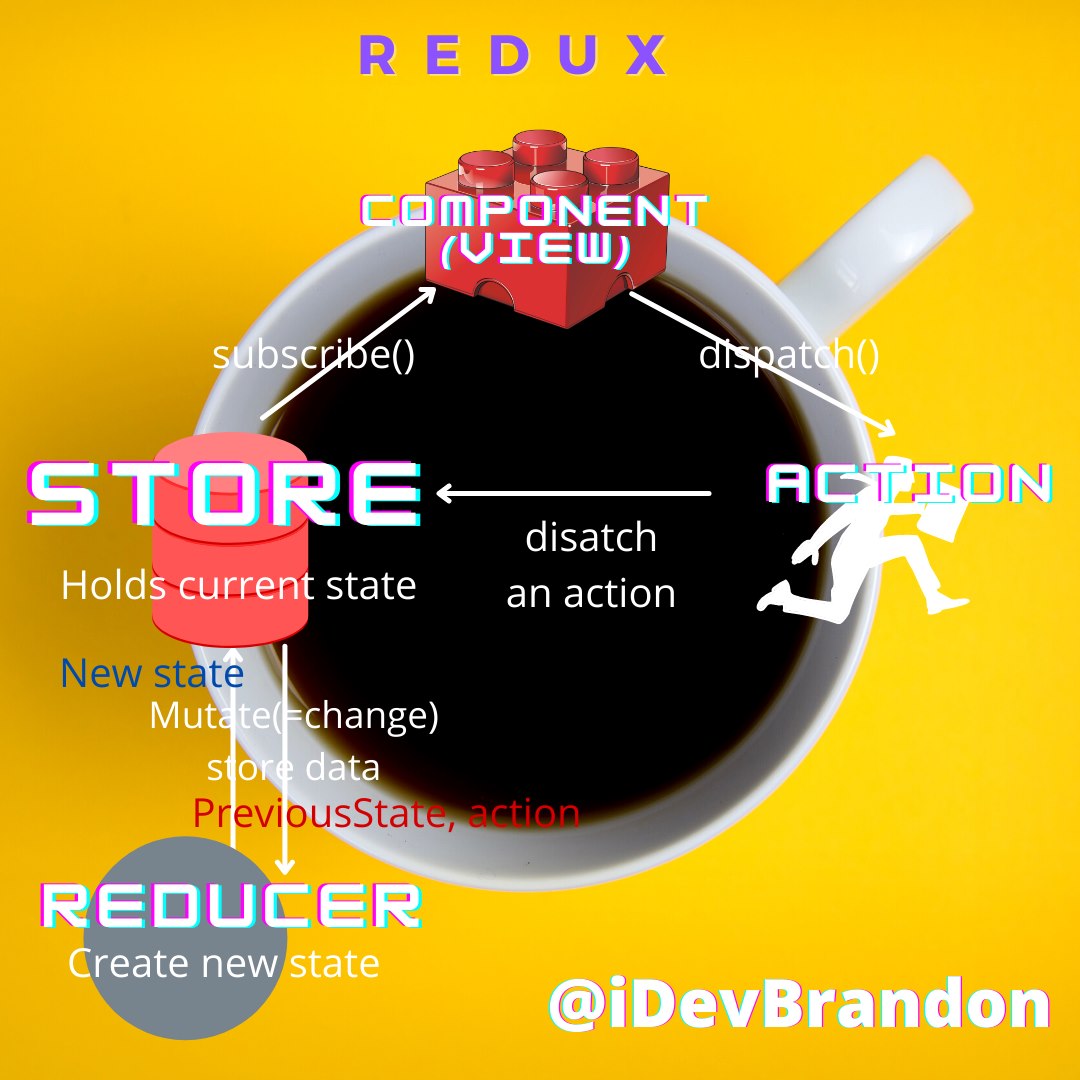 REDUX
COMPONENT
(VIEW)
subscribe()
dispatch()
STORE
ACTION
disatch
an action
Holds current state
New state
Mutate(=change)
store data
PreviousState, action
REDUCER
Create new state
@iDevBrandon